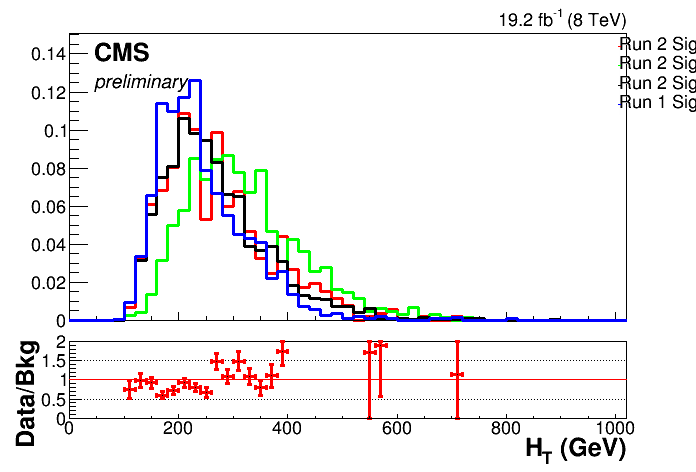 19.2 fb⁻¹ (8 TeV)
CMS
preliminary
Run 2 Sig
Run 2 Sig
Run 2 Sig
Run 1 Sig
0.14
0.12
0.1
0.08
0.06
0.04
0.02
0
Data/Bkg
2
1.5
1
0.5
0
0 200 400 600 800 1000
H_T (GeV)